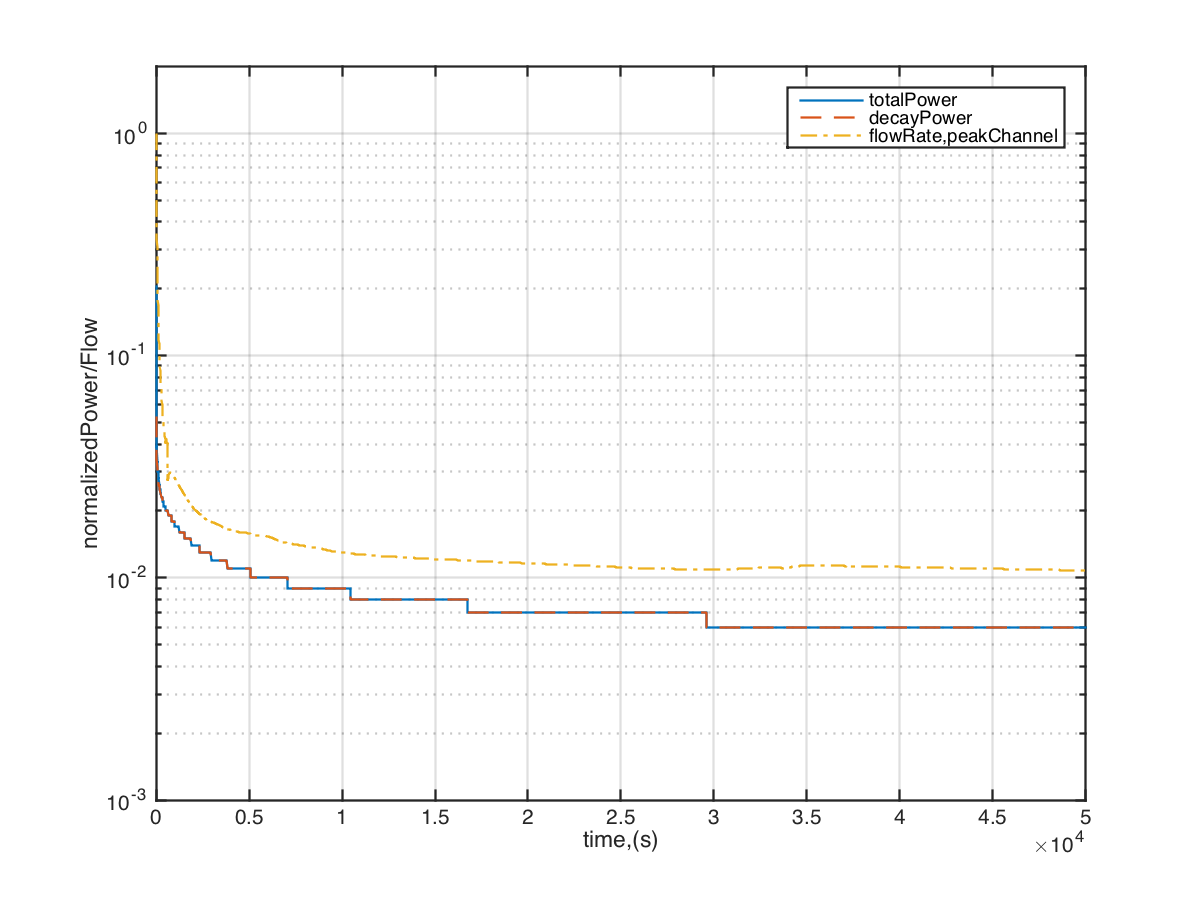 totalPower
decayPower
flowRate,peakChannel
10^0
10^-1
10^-2
10^-3
normalizedPower/Flow
0 0.5 1 1.5 2 2.5 3 3.5 4 4.5 5
time,(s)
×10^4